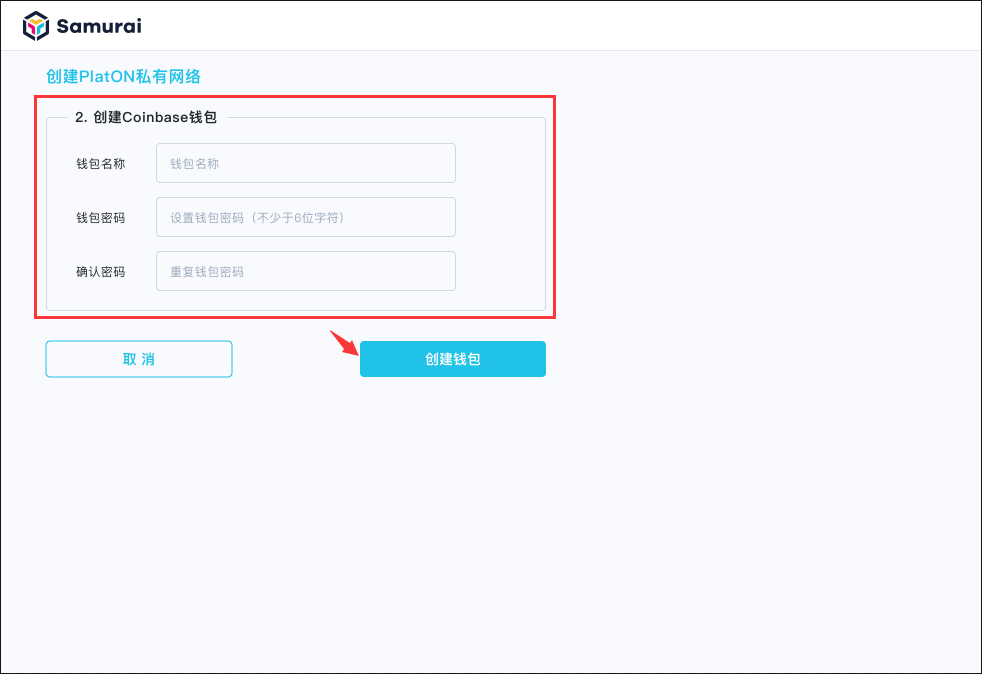 Samurai
创建PlatON私有网络
2. 创建Coinbase钱包
钱包名称 钱包名称
钱包密码 设置钱包密码（不少于6位字符）
确认密码 重复钱包密码
取 消 创建钱包